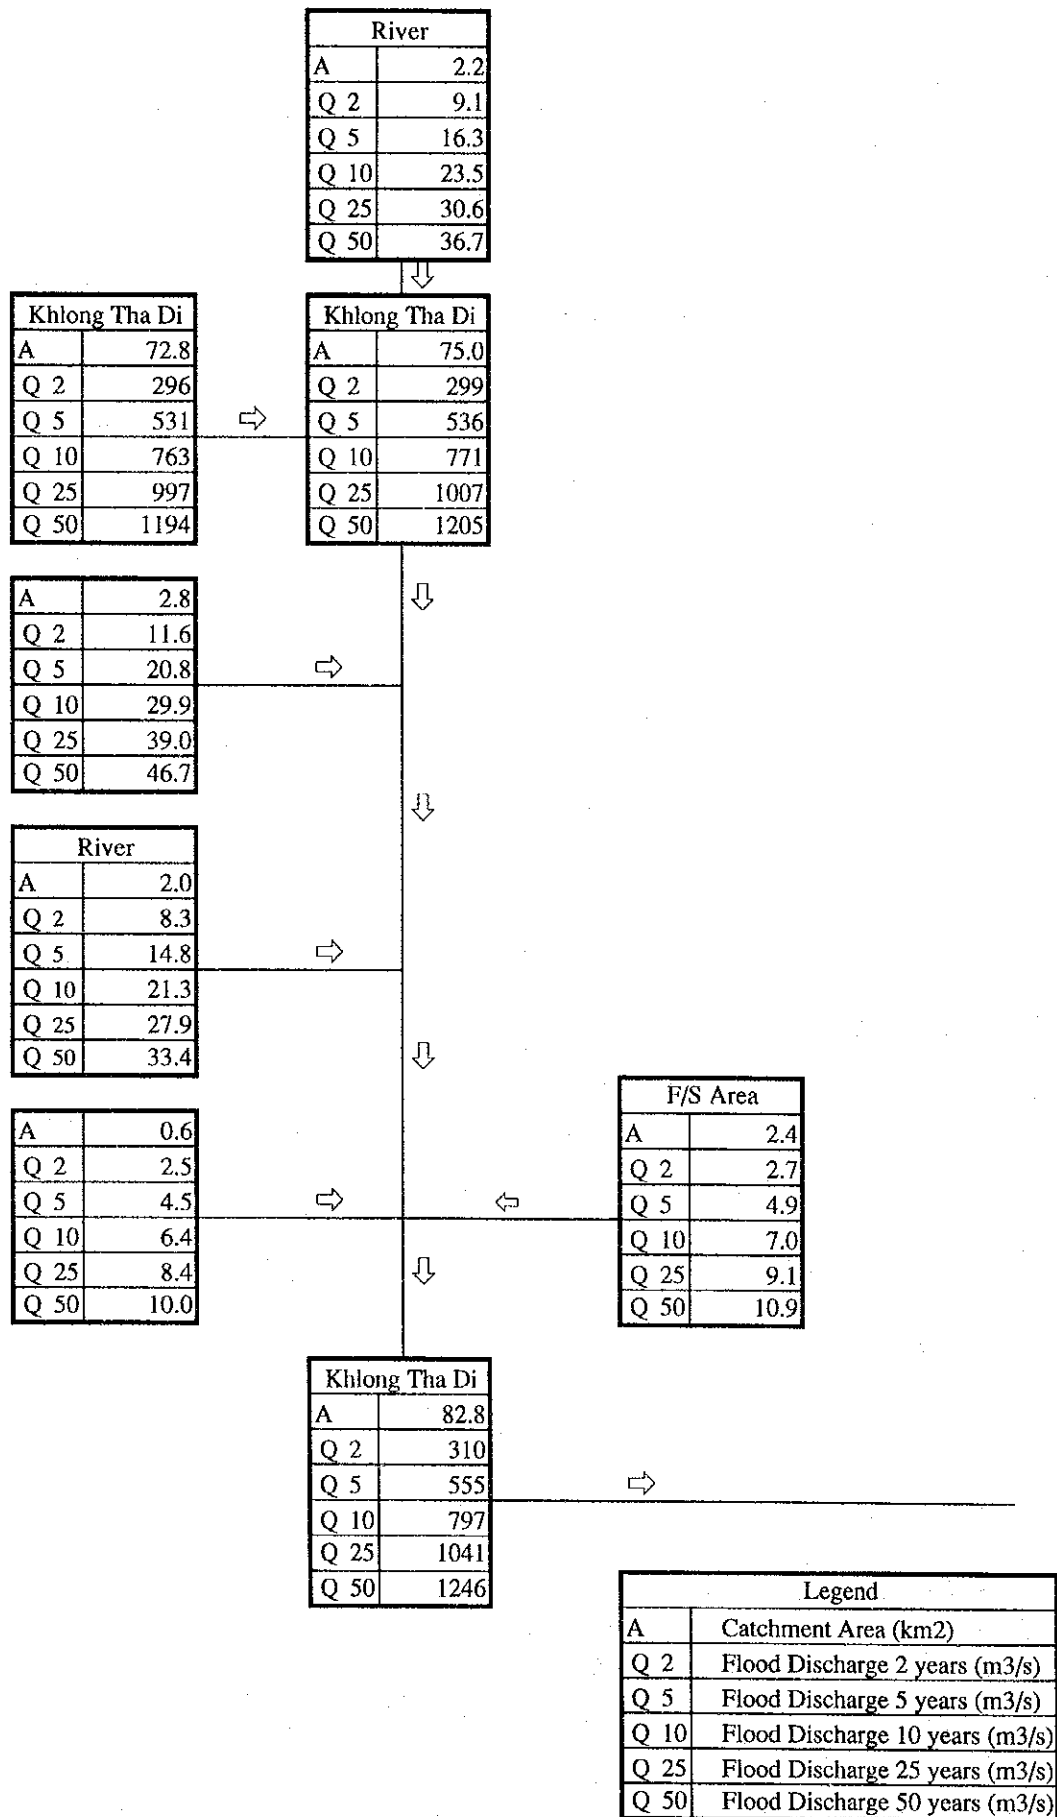 River
A 2.2
Q 2 9.1
Q 5 16.3
Q 10 23.5
Q 25 30.6
Q 50 36.7
Khlong Tha Di
A 72.8
Q 2 296
Q 5 531
Q 10 763
Q 25 997
Q 50 1194
Khlong Tha Di
A 75.0
Q 2 299
Q 5 536
Q 10 771
Q 25 1007
Q 50 1205
A 2.8
Q 2 11.6
Q 5 20.8
Q 10 29.9
Q 25 39.0
Q 50 46.7
River
A 2.0
Q 2 8.3
Q 5 14.8
Q 10 21.3
Q 25 27.9
Q 50 33.4
A 0.6
Q 2 2.5
Q 5 4.5
Q 10 6.4
Q 25 8.4
Q 50 10.0
F/S Area
A 2.4
Q 2 2.7
Q 5 4.9
Q 10 7.0
Q 25 9.1
Q 50 10.9
Khlong Tha Di
A 82.8
Q 2 310
Q 5 555
Q 10 797
Q 25 1041
Q 50 1246
Legend
A Catchment Area (km2)
Q 2 Flood Discharge 2 years (m3/s)
Q 5 Flood Discharge 5 years (m3/s)
Q 10 Flood Discharge 10 years (m3/s)
Q 25 Flood Discharge 25 years (m3/s)
Q 50 Flood Discharge 50 years (m3/s)